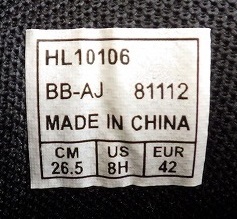 HL10106
BB-AJ 81112
MADE IN CHINA
CM US EUR
26.5 8H 42